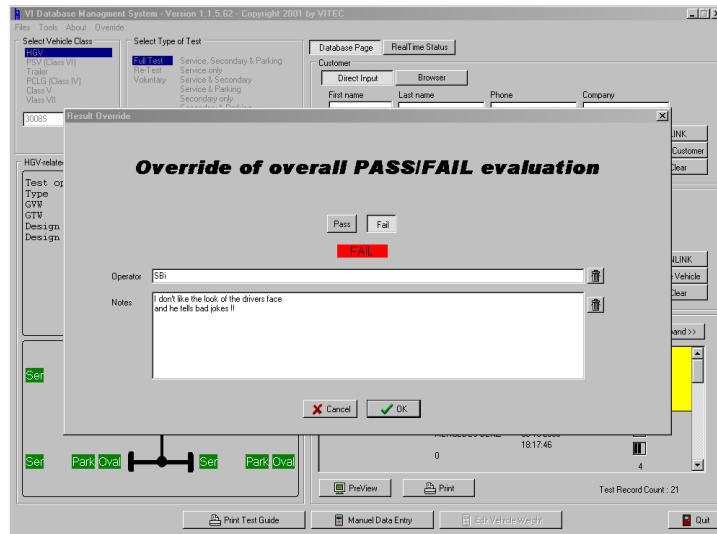 VI Database Managment System - Version 1.1.5.62 - Copyright 2001 by VITEC
Files Tools About Override
Select Vehicle Class
HGV
PSV (Class VI)
Trailer
PCLG (Class IV)
Class V
Vlass VII
Select Type of Test
Full Test
Re-Test
Voluntary
Service, Secondary & Parking
Service only
Service & Secondary
Service & Parking
Secondary only
Database Page
RealTime Status
Customer
Direct Input
Browser
First name
Last name
Phone
Company
3008S
Result Override
Override of overall PASS/FAIL evaluation
Pass
Fail
FAIL
Operator
SBi
Notes
I don't like the look of the drivers face
and he tells bad jokes !!
Cancel
OK
HGV-relate
Test op
Type
GVW
GTW
Design
Design
LINK
Customer
Clear
NLINK
Vehicle
Clear
and >>
Ser
Ser
Park
Oval
Ser
Park
Oval
18:17:46
0
4
PreView
Print
Test Record Count : 21
Print Test Guide
Manuel Data Entry
Edit Vehicle Weight
Quit